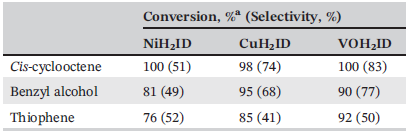 Conversion, %ᵃ (Selectivity, %)
NiH₂ID CuH₂ID VOH₂ID
Cis-cyclooctene 100 (51) 98 (74) 100 (83)
Benzyl alcohol 81 (49) 95 (68) 90 (77)
Thiophene 76 (52) 85 (41) 92 (50)